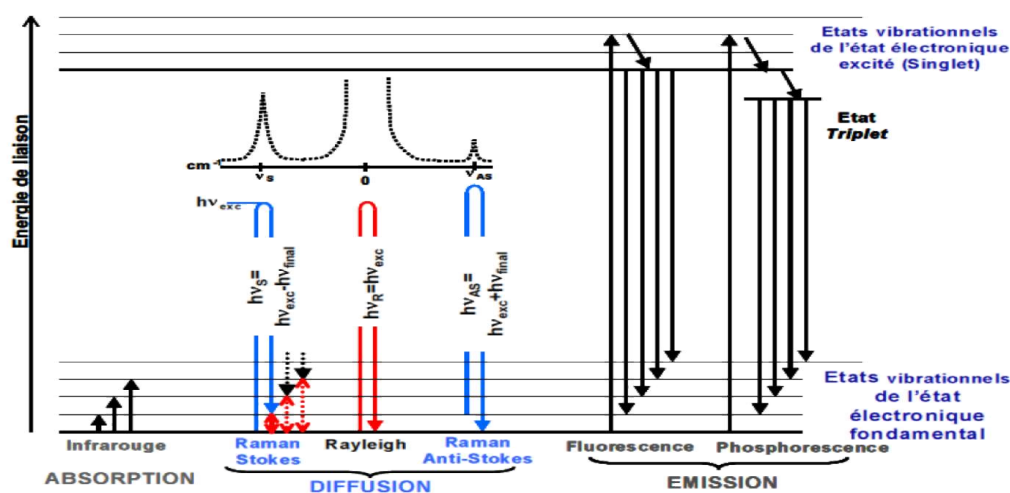 Energie de liaison
Etats vibrationnels
de l'état électronique
excité (Singlet)
Etat
Triplet
cm⁻¹
νS
0
νAS
hνexc
hνS=
hνexc-hνfinal
hνR=hνexc
hνAS=
hνexc+hνfinal
Etats vibrationnels
de l'état
électronique
fondamental
Infrarouge
Raman
Stokes
Rayleigh
Raman
Anti-Stokes
Fluorescence
Phosphorescence
ABSORPTION
DIFFUSION
EMISSION